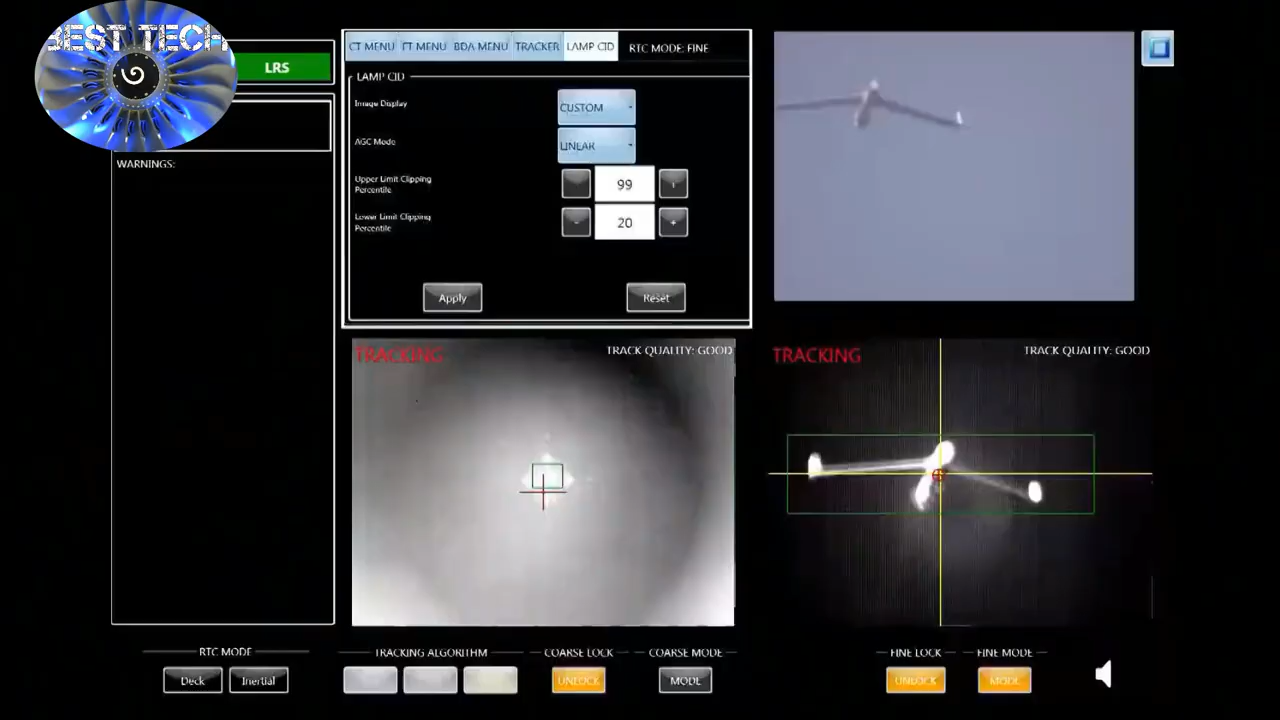 BEST TECH
LRS
WARNINGS:
CT MENU FT MENU BDA MENU TRACKER LAMP CID RTC MODE: FINE
LAMP CID
Image Display CUSTOM
AGC Mode LINEAR
Upper Limit Clipping
Percentile - 99 +
Lower Limit Clipping
Percentile - 20 +
Apply Reset
TRACKING TRACK QUALITY: GOOD
TRACKING TRACK QUALITY: GOOD
RTC MODE TRACKING ALGORITHM COARSE LOCK COARSE MODE FINE LOCK FINE MODE
Deck Inertial UNLOCK MODE UNLOCK MODE